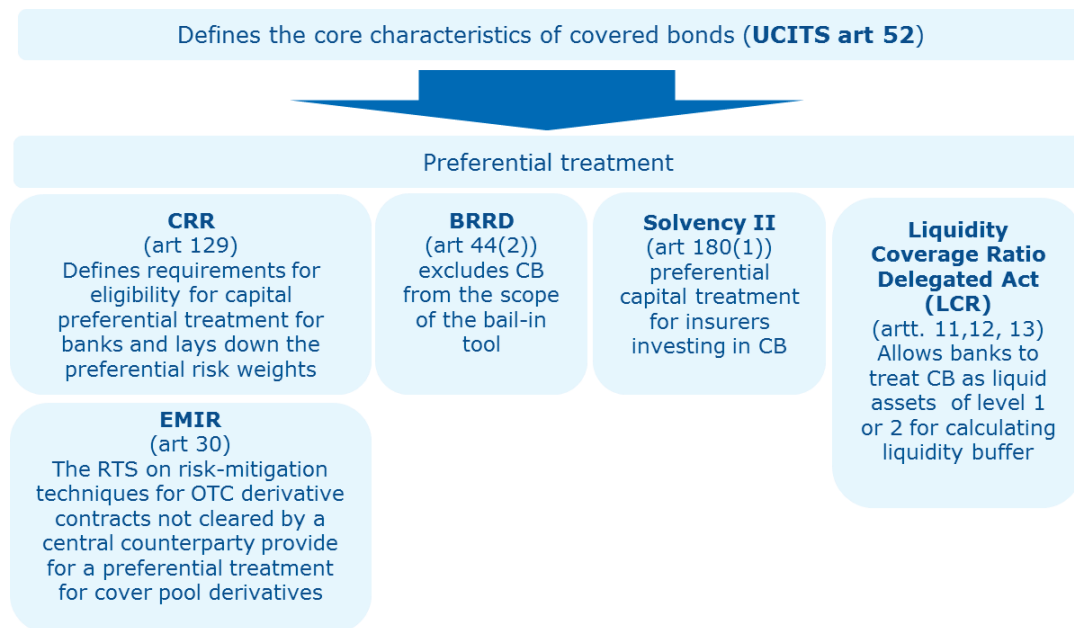 Defines the core characteristics of covered bonds (UCITS art 52)
Preferential treatment
CRR
(art 129)
Defines requirements for
eligibility for capital
preferential treatment for
banks and lays down the
preferential risk weights
BRRD
(art 44(2))
excludes CB
from the scope
of the bail-in
tool
Solvency II
(art 180(1))
preferential
capital treatment
for insurers
investing in CB
Liquidity
Coverage Ratio
Delegated Act
(LCR)
(artt. 11,12, 13)
Allows banks to
treat CB as liquid
assets of level 1
or 2 for calculating
liquidity buffer
EMIR
(art 30)
The RTS on risk-mitigation
techniques for OTC derivative
contracts not cleared by a
central counterparty provide
for a preferential treatment
for cover pool derivatives